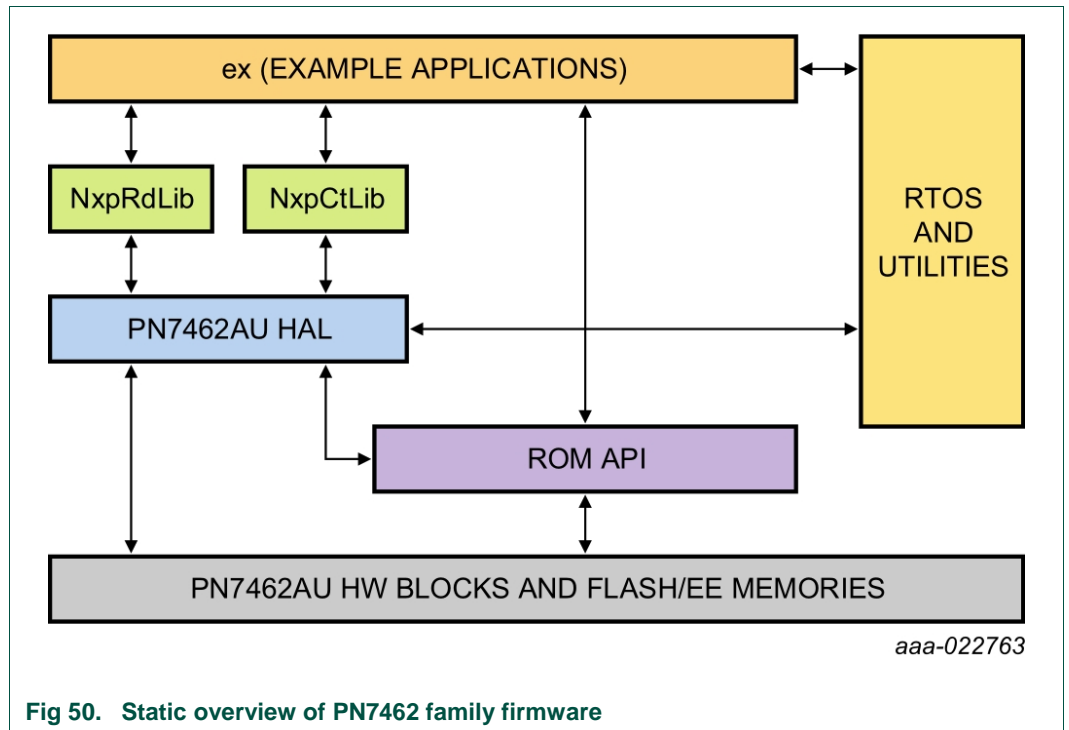 ex (EXAMPLE APPLICATIONS)
NxpRdLib
NxpCtLib
RTOS
AND
UTILITIES
PN7462AU HAL
ROM API
PN7462AU HW BLOCKS AND FLASH/EE MEMORIES
aaa-022763
Fig 50. Static overview of PN7462 family firmware